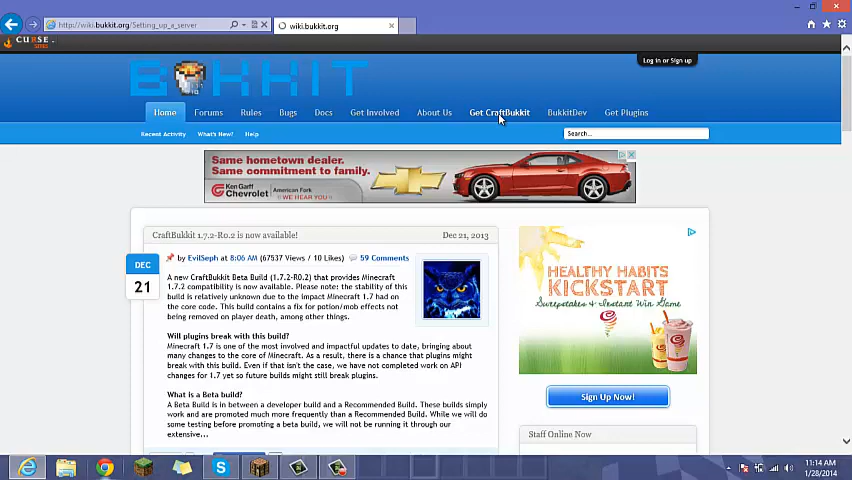 http://wiki.bukkit.org/Setting_up_a_server
wiki.bukkit.org
CURSE
Log in or Sign up
BUKKIT
Home Forums Rules Bugs Docs Get Involved About Us Get CraftBukkit BukkitDev Get Plugins
Recent Activity What's New? Help
Search...
Same hometown dealer.
Same commitment to family.
KEN GARFF
CHEVROLET
American Fork
WE HEAR YOU
CraftBukkit 1.7.2-R0.2 is now available! Dec 21, 2013
DEC
21
by EvilSeph at 8:06 AM (67537 Views / 10 Likes) 59 Comments
A new CraftBukkit Beta Build (1.7.2-R0.2) that provides Minecraft
1.7.2 compatibility is now available. Please note: the stability of this
build is relatively unknown due to the impact Minecraft 1.7 had on
the core code. This build contains a fix for potion/mob effects not
being removed on player death, among other things.
Will plugins break with this build?
Minecraft 1.7 is one of the most involved and impactful updates to date, bringing about
many changes to the core of Minecraft. As a result, there is a chance that plugins might
break with this build. Even if that isn't the case, we have not completed work on API
changes for 1.7 yet so future builds might still break plugins.
What is a Beta build?
A Beta Build is in between a developer build and a Recommended Build. These builds simply
work and are promoted much more frequently than a Recommended Build. While we will do
some testing before promoting a beta build, we will not be running it through our
extensive...
HEALTHY HABITS
KICKSTART
Sweepstakes & Instant Win Game
Sign Up Now!
Staff Online Now
11:14 AM
1/28/2014